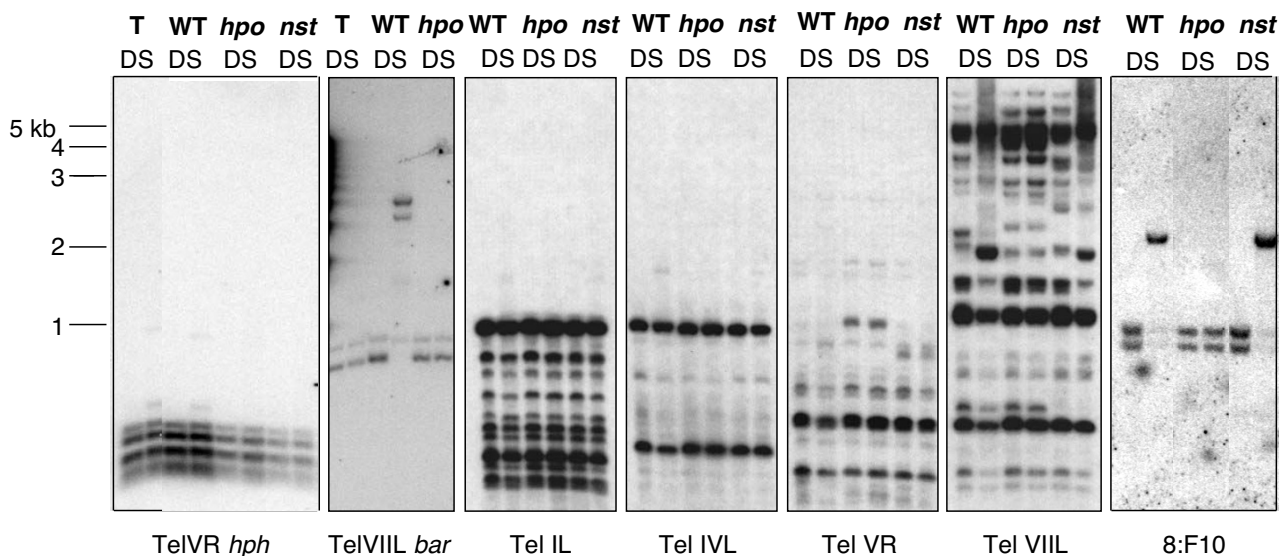 T WT hpo nst T WT hpo WT hpo nst WT hpo nst WT hpo nst WT hpo nst WT hpo nst
DS DS DS DS DS DS DS DS DS DS DS DS DS DS DS DS DS DS DS DS DS DS
5 kb
4
3
2
1
TelVR hph TelVIIL bar Tel IL Tel IVL Tel VR Tel VIIL 8:F10